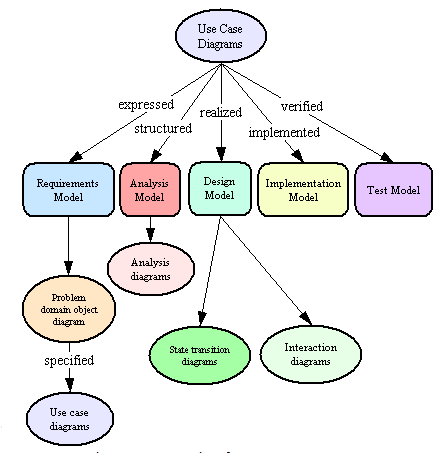 Use Case
Diagrams
expressed
structured
realized
implemented
verified
Requirements
Model
Analysis
Model
Design
Model
Implementation
Model
Test Model
Analysis
diagrams
Problem
domain object
diagram
State transition
diagrams
Interaction
diagrams
specified
Use case
diagrams